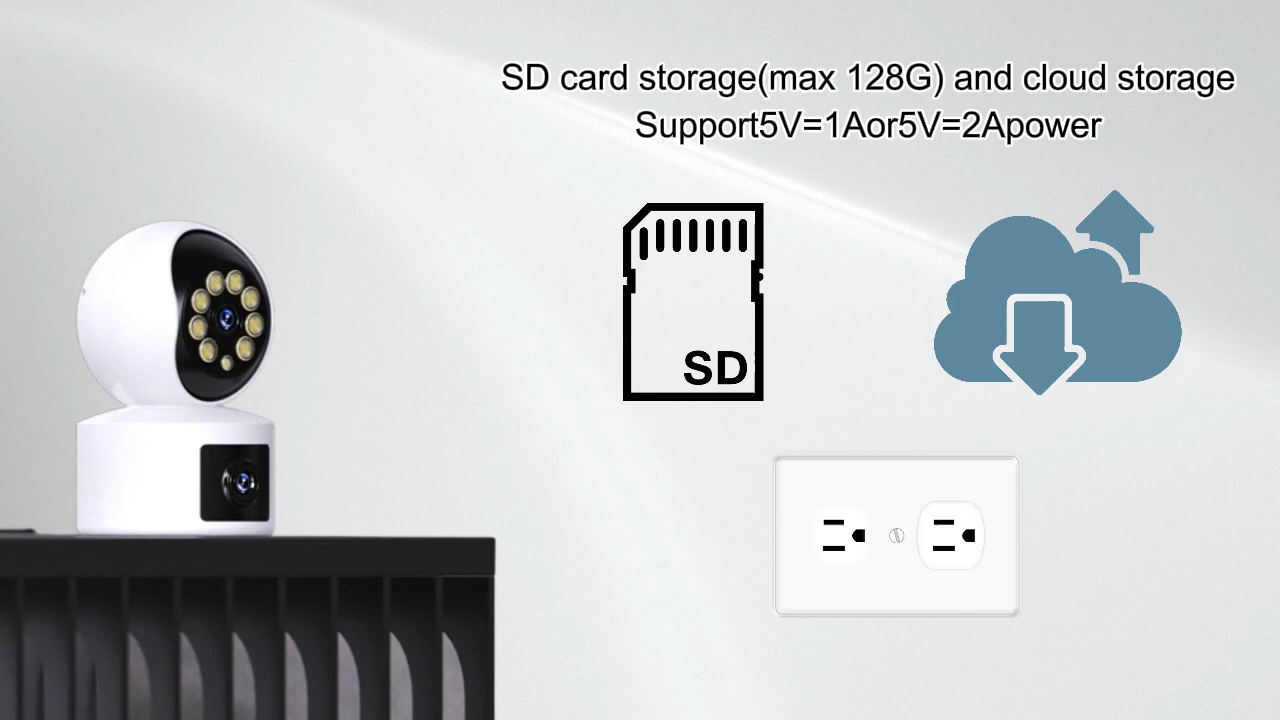 SD card storage(max 128G) and cloud storage
Support5V=1Aor5V=2Apower
SD